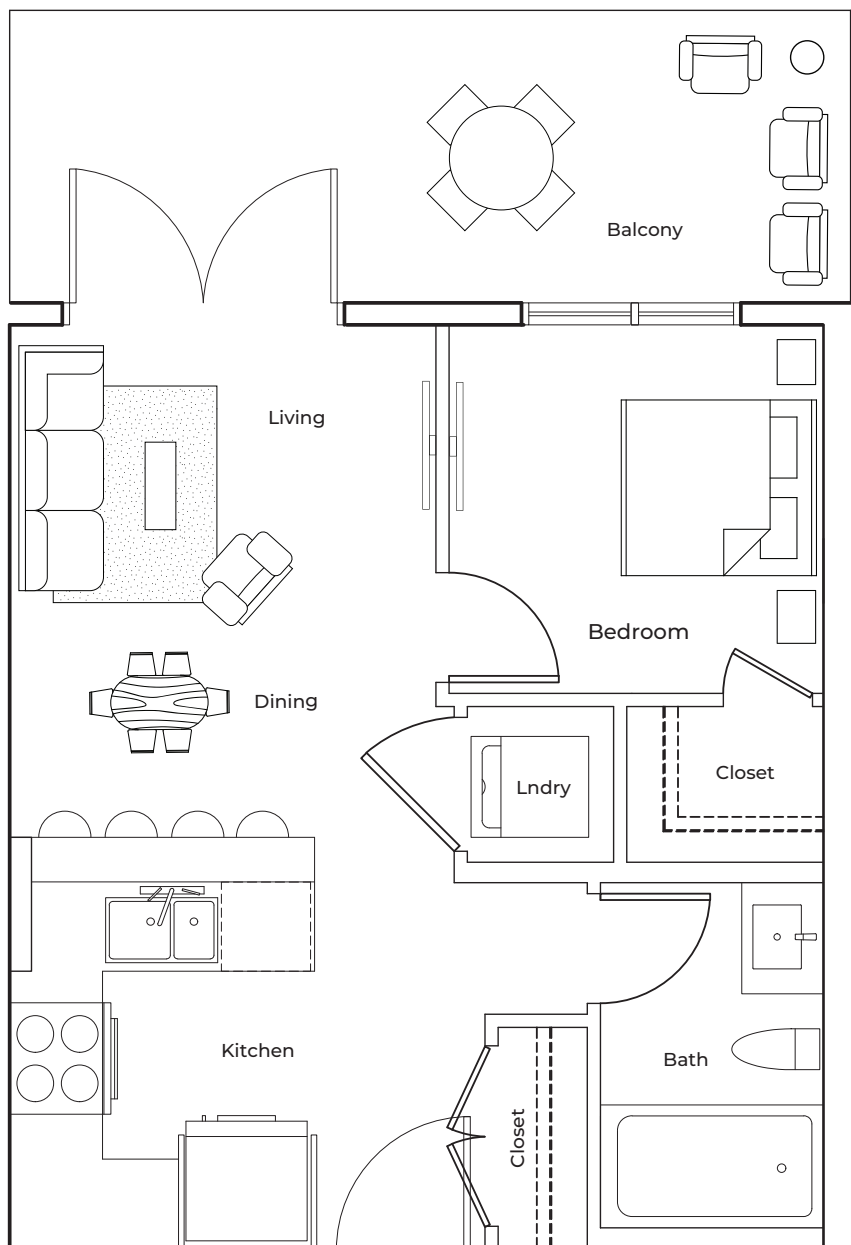 Balcony
Living
Bedroom
Dining
Lndry
Closet
Kitchen
Bath
Closet